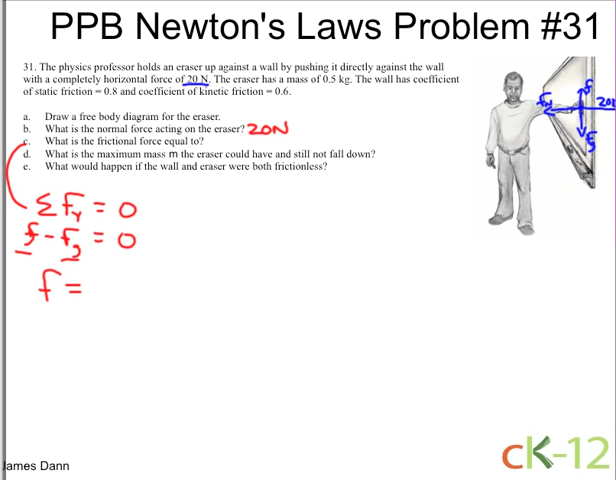 PPB Newton's Laws Problem #31
31. The physics professor holds an eraser up against a wall by pushing it directly against the wall
with a completely horizontal force of 20 N. The eraser has a mass of 0.5 kg. The wall has coefficient
of static friction = 0.8 and coefficient of kinetic friction = 0.6.
a. Draw a free body diagram for the eraser.
b. What is the normal force acting on the eraser? 20N
c. What is the frictional force equal to?
d. What is the maximum mass m the eraser could have and still not fall down?
e. What would happen if the wall and eraser were both frictionless?
f
FN
20N
Fg
ΣFy = 0
f - Fg = 0
f =
James Dann
cK-12